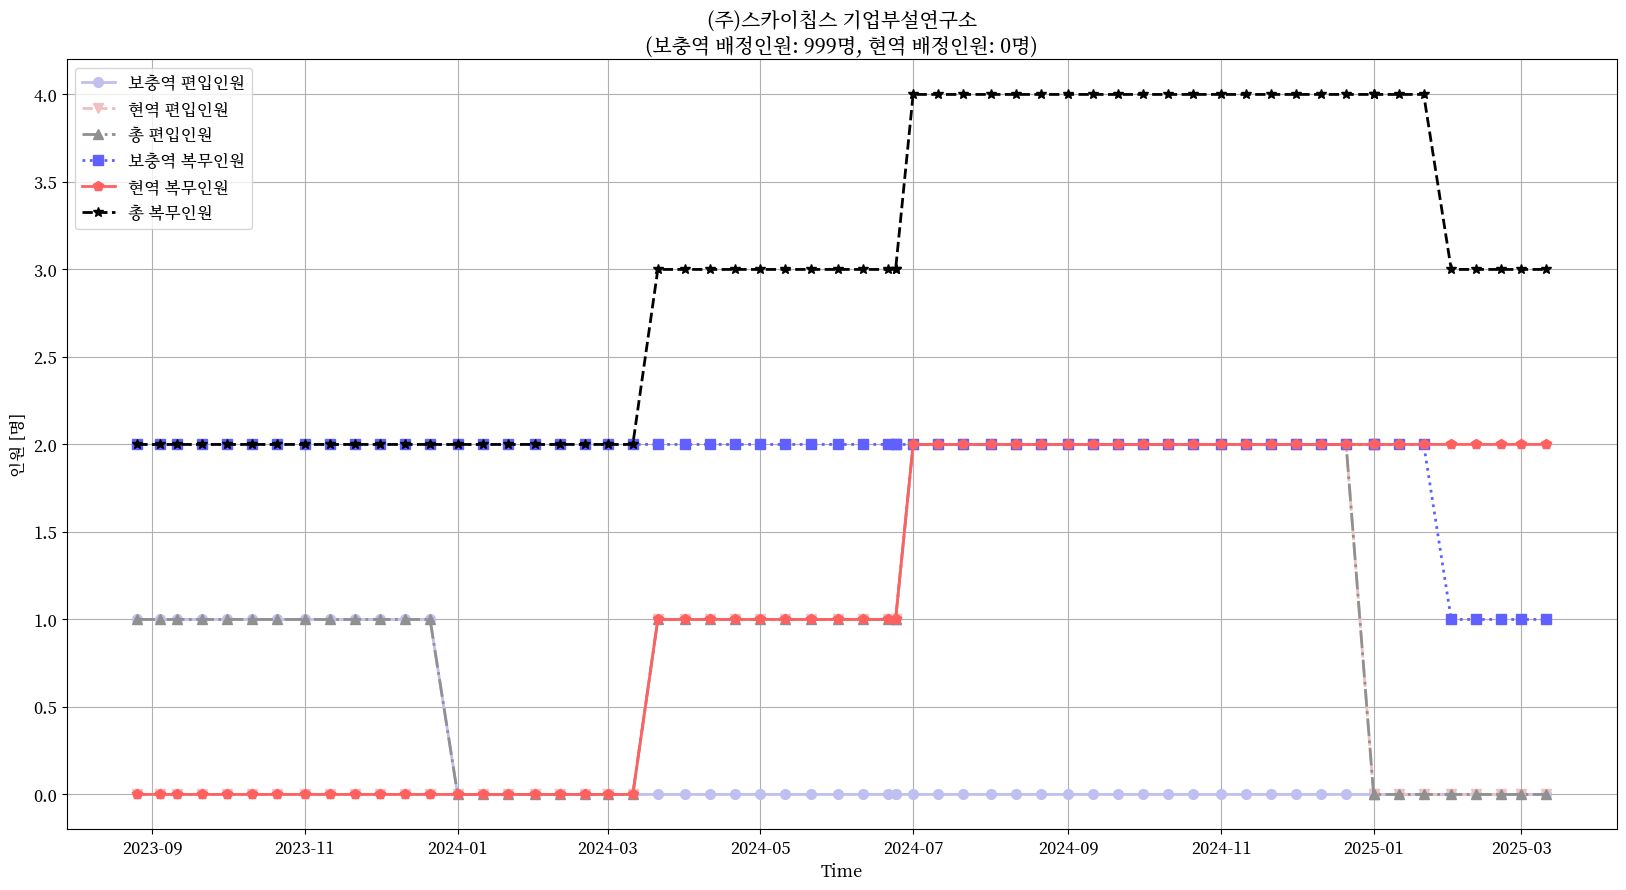 (주)스카이칩스 기업부설연구소
(보충역 배정인원: 999명, 현역 배정인원: 0명)
보충역 편입인원
현역 편입인원
총 편입인원
보충역 복무인원
현역 복무인원
총 복무인원
4.0
3.5
3.0
2.5
2.0
1.5
1.0
0.5
0.0
인원 [명]
2023-09 2023-11 2024-01 2024-03 2024-05 2024-07 2024-09 2024-11 2025-01 2025-03
Time